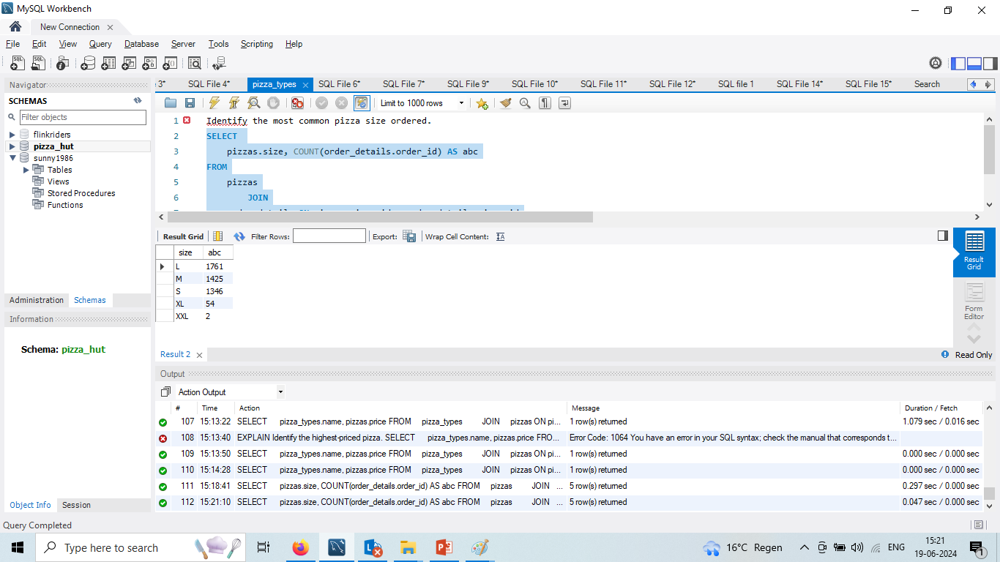 MySQL Workbench
New Connection
File Edit View Query Database Server Tools Scripting Help
Navigator
SCHEMAS
Filter objects
flinkriders
pizza_hut
sunny1986
Tables
Views
Stored Procedures
Functions
Administration Schemas
Information
Schema: pizza_hut
Object Info Session
3* SQL File 4* pizza_types SQL File 6* SQL File 7* SQL File 9* SQL File 10* SQL File 11* SQL File 12* SQL file 1 SQL File 14* SQL File 15* Search
Limit to 1000 rows
1 Identify the most common pizza size ordered.
2 SELECT
3 pizzas.size, COUNT(order_details.order_id) AS abc
4 FROM
5 pizzas
6 JOIN
Result Grid Filter Rows: Export: Wrap Cell Content:
size abc
L 1761
M 1425
S 1346
XL 54
XXL 2
Result Grid
Form Editor
Result 2
Read Only
Output
Action Output
# Time Action Message Duration / Fetch
107 15:13:22 SELECT pizza_types.name, pizzas.price FROM pizza_types JOIN pizzas ON pi... 1 row(s) returned 1.079 sec / 0.016 sec
108 15:13:40 EXPLAIN Identify the highest-priced pizza. SELECT pizza_types.name, pizzas.price FRO... Error Code: 1064 You have an error in your SQL syntax; check the manual that corresponds t...
109 15:13:50 SELECT pizza_types.name, pizzas.price FROM pizza_types JOIN pizzas ON pi... 1 row(s) returned 0.000 sec / 0.000 sec
110 15:14:28 SELECT pizza_types.name, pizzas.price FROM pizza_types JOIN pizzas ON pi... 1 row(s) returned 0.000 sec / 0.000 sec
111 15:18:41 SELECT pizzas.size, COUNT(order_details.order_id) AS abc FROM pizzas JOIN ... 5 row(s) returned 0.297 sec / 0.000 sec
112 15:21:10 SELECT pizzas.size, COUNT(order_details.order_id) AS abc FROM pizzas JOIN ... 5 row(s) returned 0.047 sec / 0.000 sec
Query Completed
Type here to search
16°C Regen
ENG
15:21
19-06-2024
1